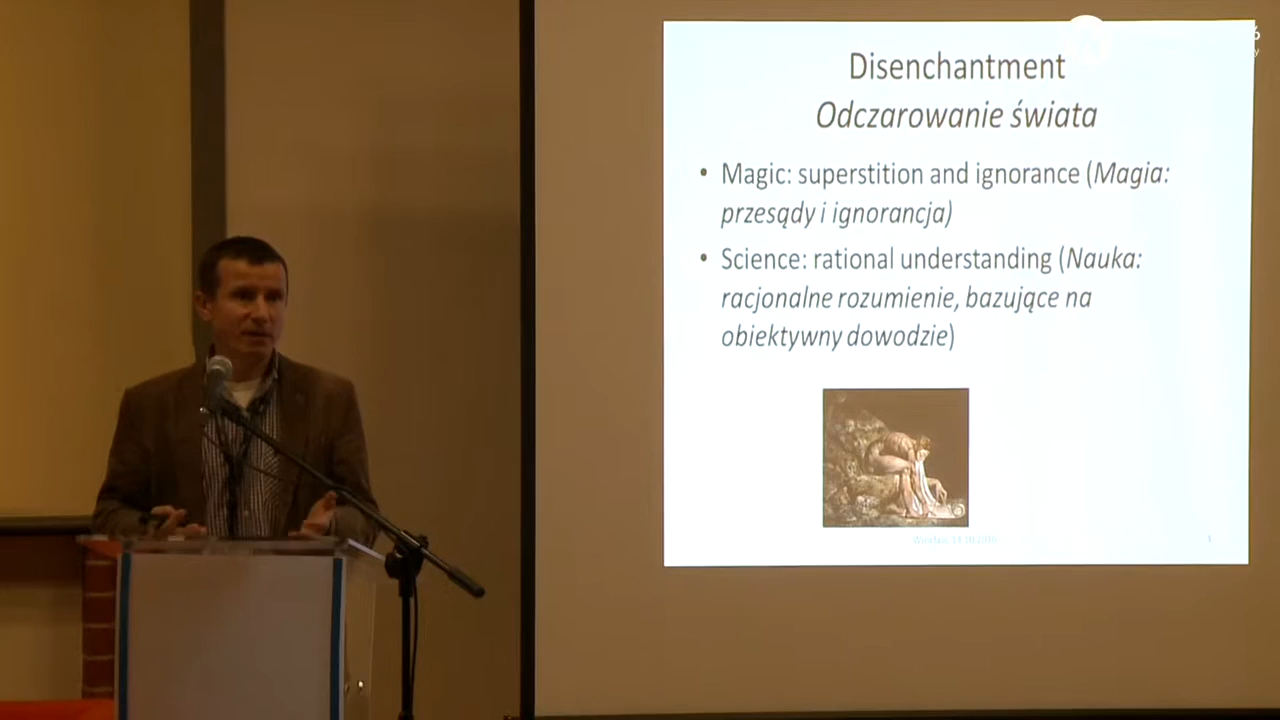 Disenchantment
Odczarowanie świata
• Magic: superstition and ignorance (Magia:
przesądy i ignorancja)
• Science: rational understanding (Nauka:
racjonalne rozumienie, bazujące na
obiektywny dowodzie)